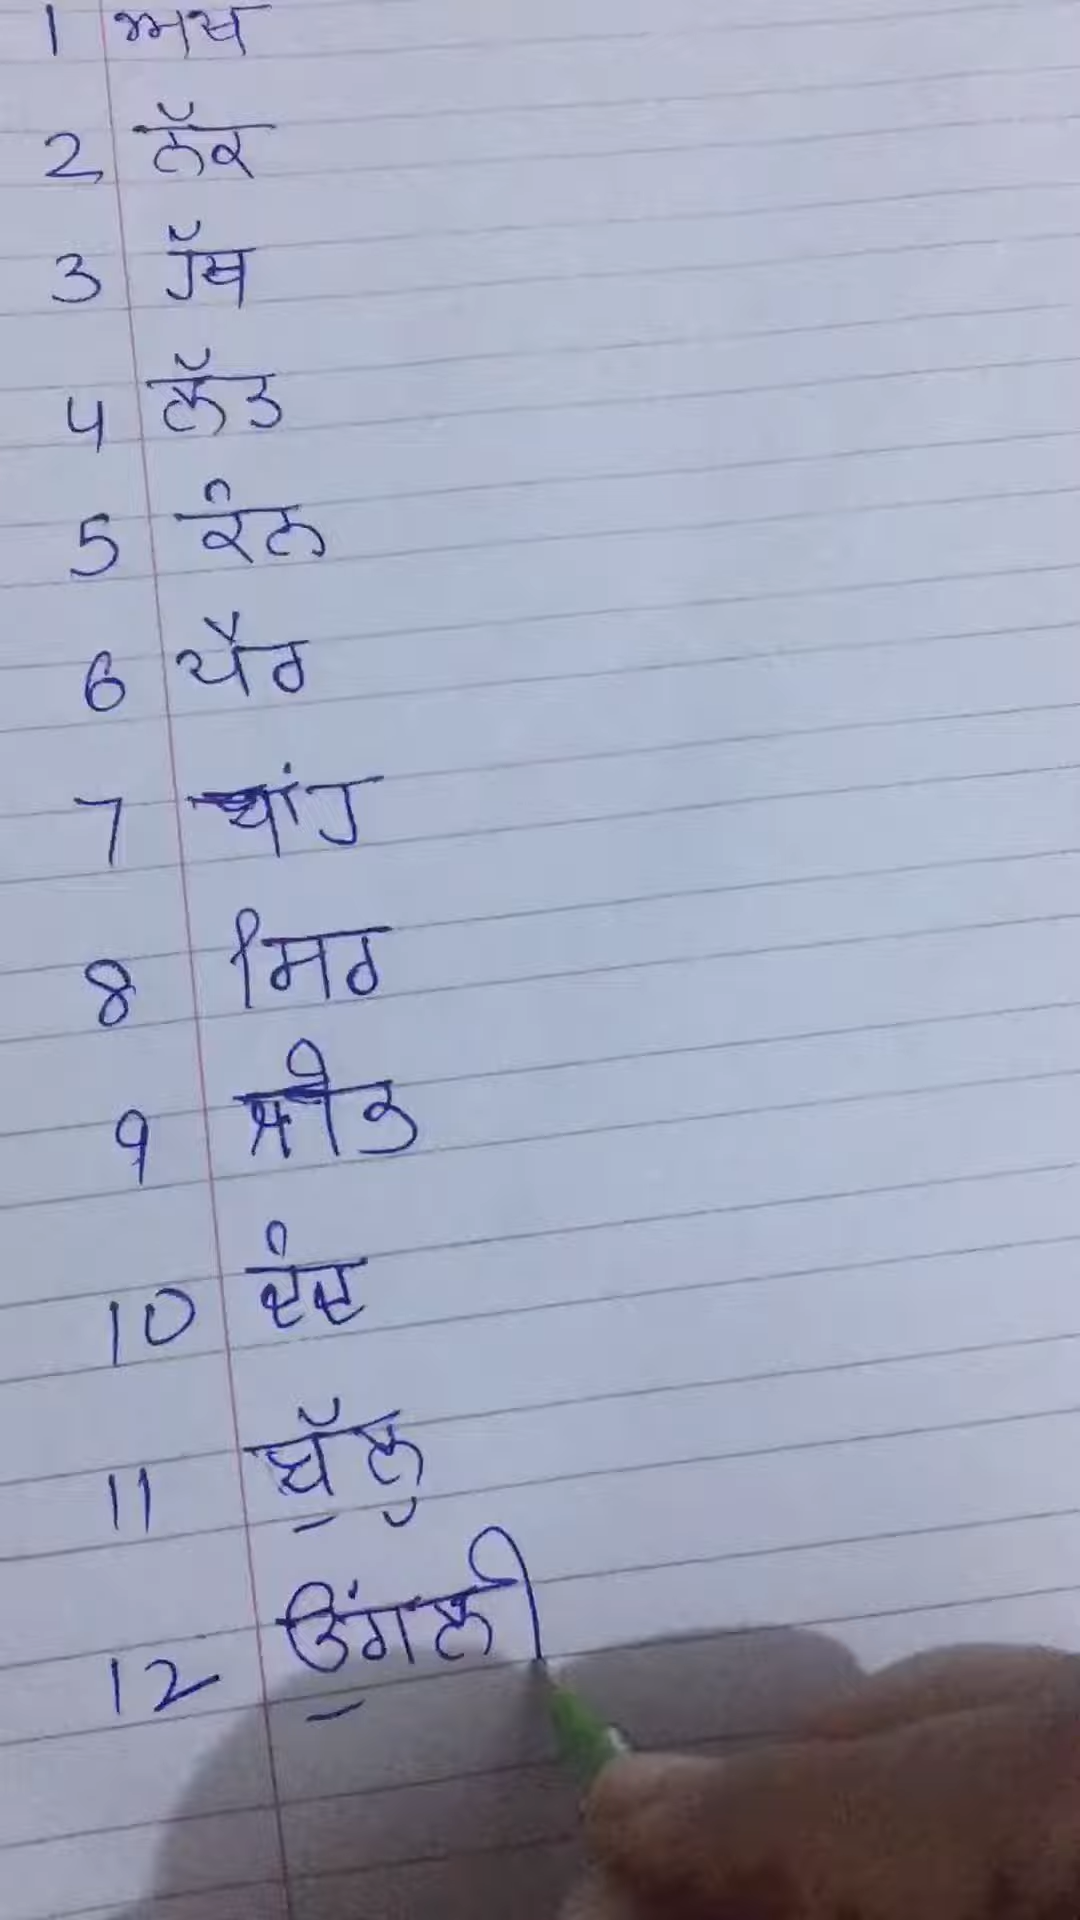 1 ਅਖ
2 ਨੱਕ
3 ਹੱਥ
4 ਲੱਤ
5 ਕੰਨ
6 ਪੈਰ
7 ਬਾਂਹ
8 ਸਿਰ
9 ਜੀਭ
10 ਦੰਦ
11 ਬੁੱਲੁ
12 ਉਂਗਲੀ